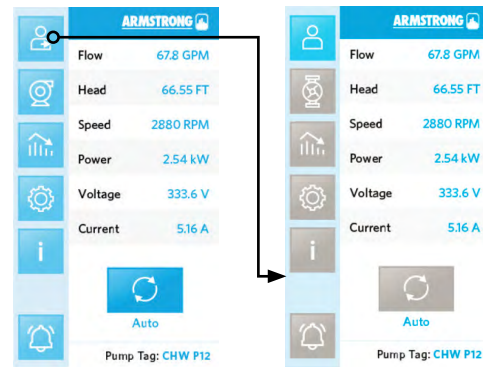 ARMSTRONG
Flow 67.8 GPM
Head 66.55 FT
Speed 2880 RPM
Power 2.54 kW
Voltage 333.6 V
Current 5.16 A
i
Auto
Pump Tag: CHW P12
ARMSTRONG
Flow 67.8 GPM
Head 66.55 FT
Speed 2880 RPM
Power 2.54 kW
Voltage 333.6 V
Current 5.16 A
i
Auto
Pump Tag: CHW P12